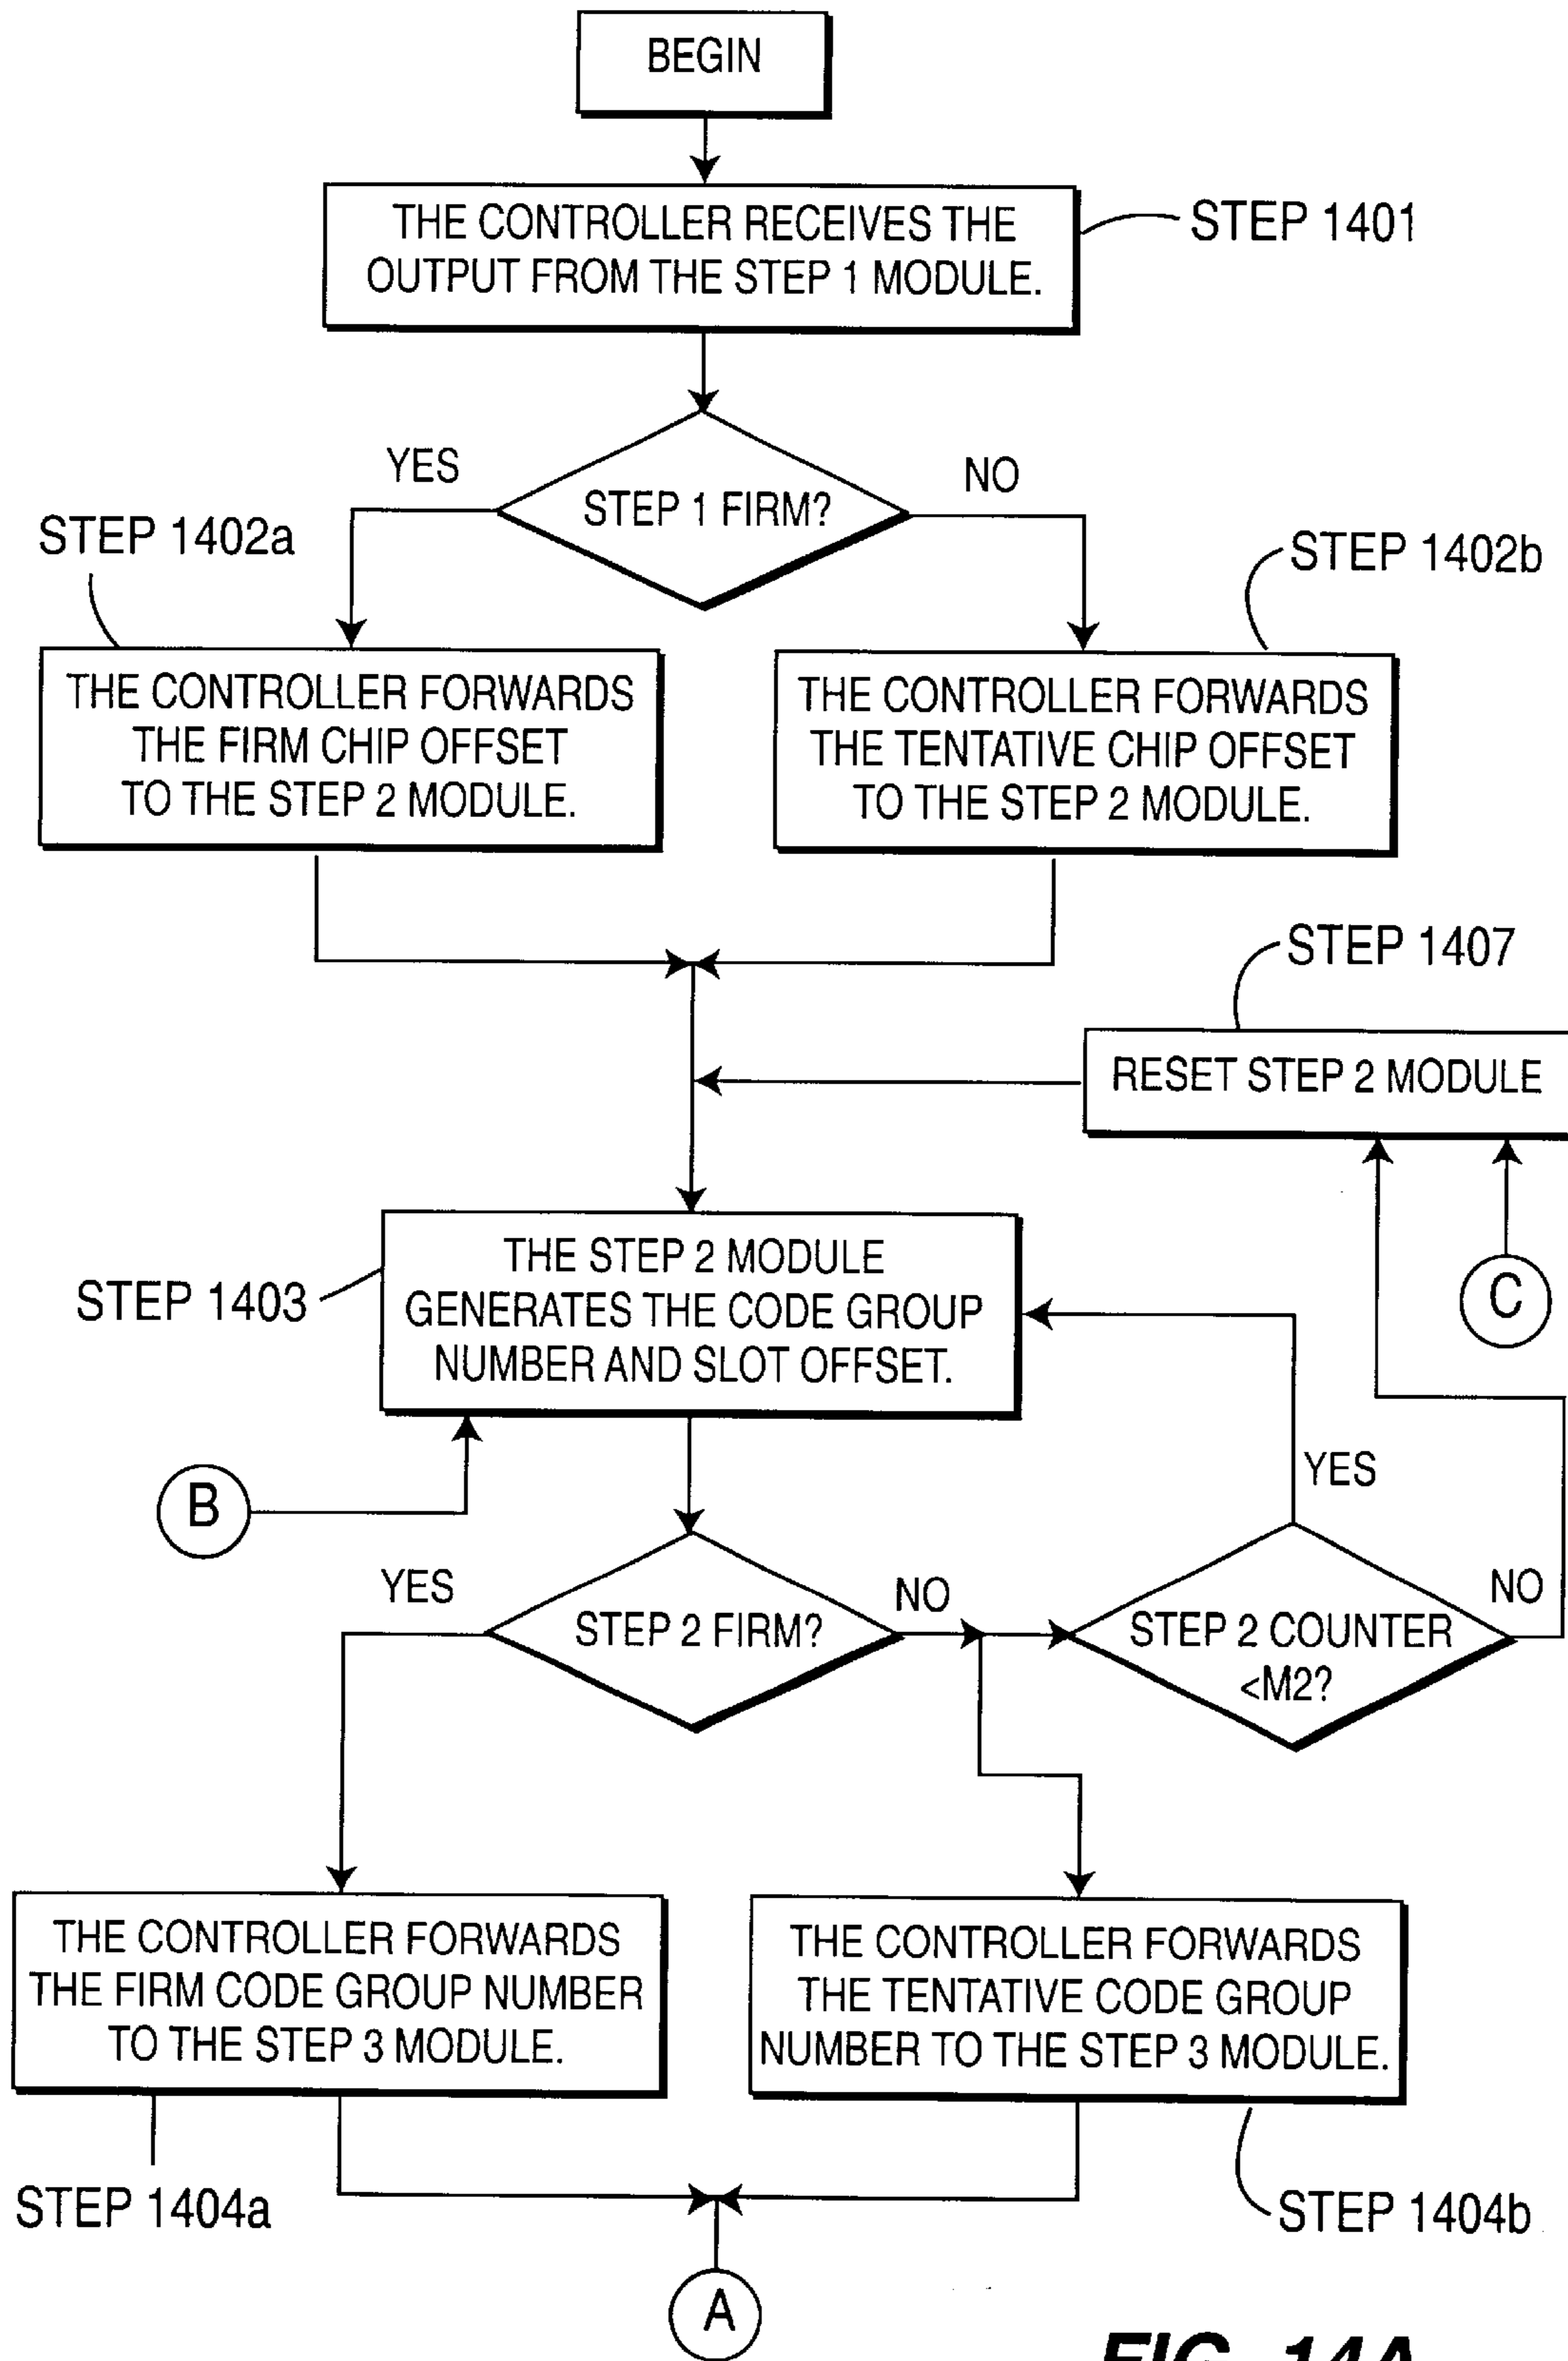 BEGIN
THE CONTROLLER RECEIVES THE
OUTPUT FROM THE STEP 1 MODULE.
STEP 1401
YES
STEP 1 FIRM?
NO
STEP 1402a
STEP 1402b
THE CONTROLLER FORWARDS
THE FIRM CHIP OFFSET
TO THE STEP 2 MODULE.
THE CONTROLLER FORWARDS
THE TENTATIVE CHIP OFFSET
TO THE STEP 2 MODULE.
STEP 1407
RESET STEP 2 MODULE
C
STEP 1403
THE STEP 2 MODULE
GENERATES THE CODE GROUP
NUMBER AND SLOT OFFSET.
B
YES
STEP 2 FIRM?
NO
YES
STEP 2 COUNTER
<M2?
NO
THE CONTROLLER FORWARDS
THE FIRM CODE GROUP NUMBER
TO THE STEP 3 MODULE.
THE CONTROLLER FORWARDS
THE TENTATIVE CODE GROUP
NUMBER TO THE STEP 3 MODULE.
STEP 1404a
STEP 1404b
A
FIG. 14A